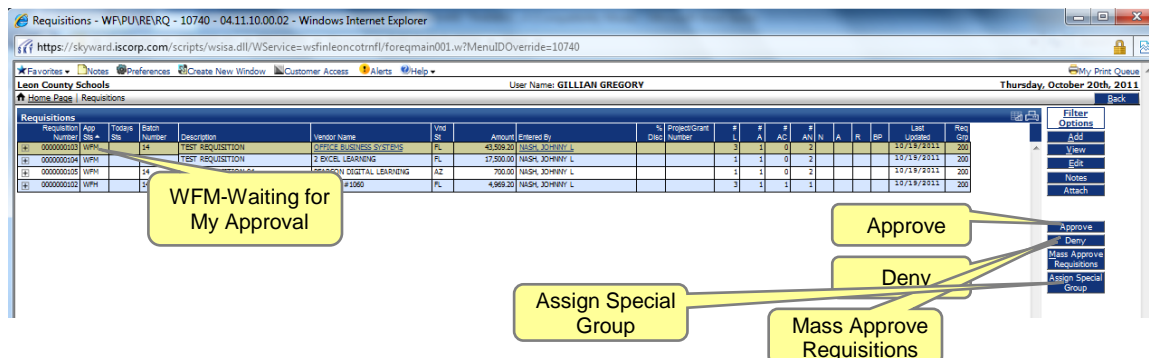 Requisitions - WF\PU\RE\RQ - 10740 - 04.11.10.00.02 - Windows Internet Explorer
https://skyward.iscorp.com/scripts/wsisa.dll/WService=wsfinleoncotrnfl/foreqmain001.w?MenuIDOverride=10740
Favorites Notes Preferences Create New Window Customer Access Alerts Help My Print Queue
Leon County Schools User Name: GILLIAN GREGORY Thursday, October 20th, 2011
Home Page | Requisitions Back
Requisitions
Requisition Number App Sts Todays Sts Batch Number Description Vendor Name Vnd St Amount Entered By % Disc Project/Grant Number # L # A # AC # AN N A R BP Last Updated Req Grp
0000000103 WFM 14 TEST REQUISITION OFFICE BUSINESS SYSTEMS FL 43,509.20 NASH, JOHNNY L 3 1 0 2 10/19/2011 200
0000000104 WFM TEST REQUISITION 2 EXCEL LEARNING FL 17,500.00 NASH, JOHNNY L 1 1 0 2 10/19/2011 200
0000000105 WFM 14 DIGITAL LEARNING AZ 700.00 NASH, JOHNNY L 1 1 0 2 10/19/2011 200
0000000102 WFM #1060 FL 4,969.20 NASH, JOHNNY L 3 1 1 1 10/19/2011 200
Filter Options
Add
View
Edit
Notes
Attach
Approve
Deny
Mass Approve
Requisitions
Assign Special
Group
WFM-Waiting for
My Approval
Approve
Deny
Assign Special
Group
Mass Approve
Requisitions